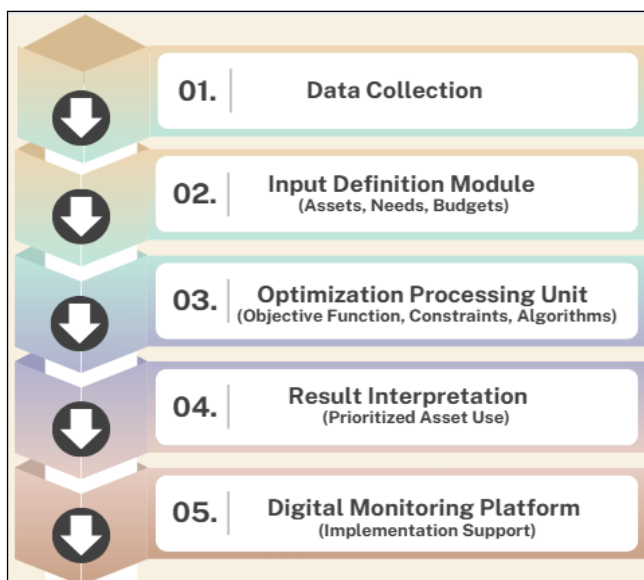 01. Data Collection
02. Input Definition Module
(Assets, Needs, Budgets)
03. Optimization Processing Unit
(Objective Function, Constraints, Algorithms)
04. Result Interpretation
(Prioritized Asset Use)
05. Digital Monitoring Platform
(Implementation Support)